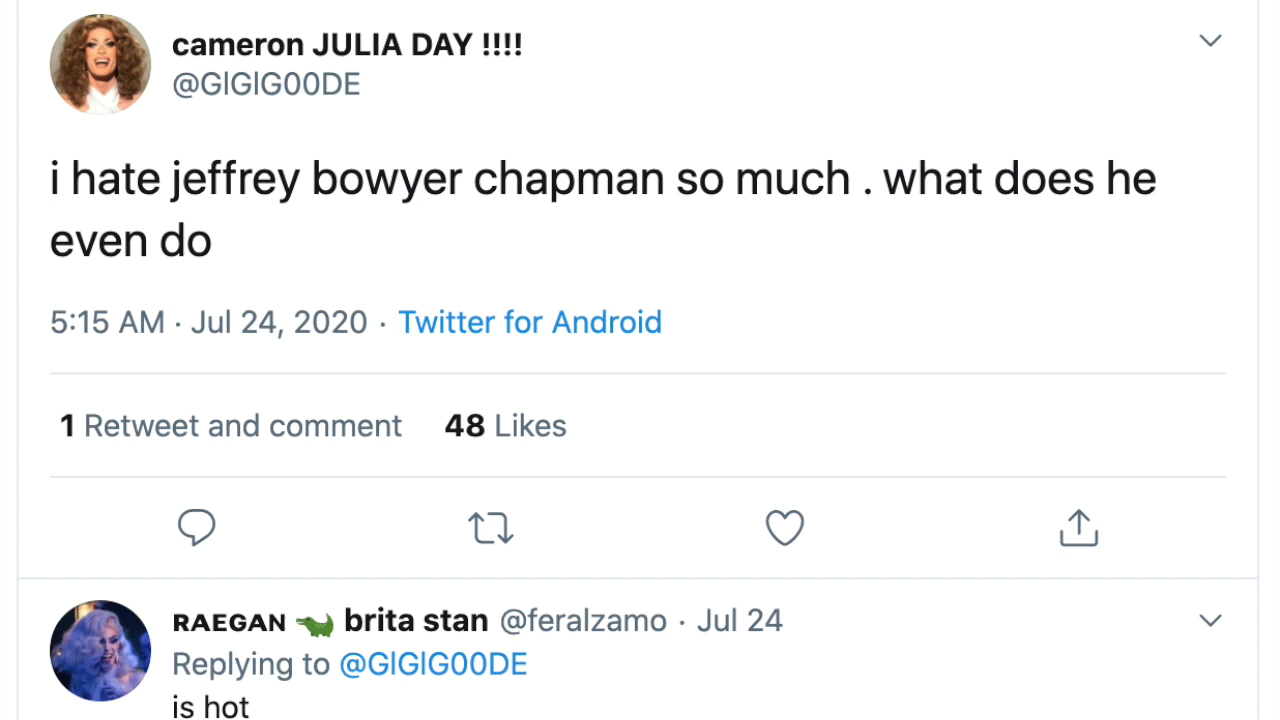 cameron JULIA DAY !!!!
@GIGIG00DE
i hate jeffrey bowyer chapman so much . what does he
even do
5:15 AM · Jul 24, 2020 · Twitter for Android
1 Retweet and comment 48 Likes
RAEGAN 🐊 brita stan @feralzamo · Jul 24
Replying to @GIGIG00DE
is hot